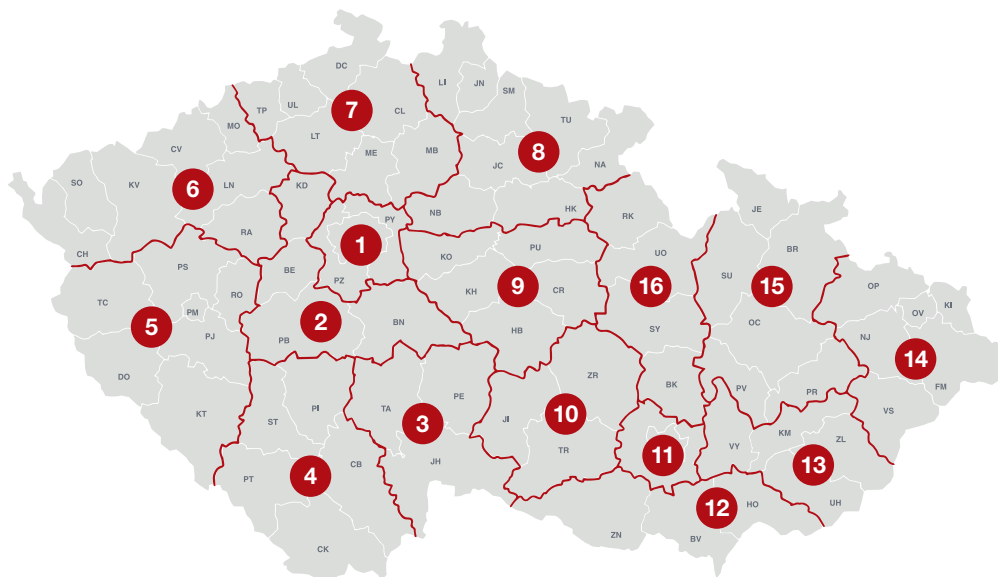 DC
LI
JN
SM
UL
TP
7
CL
TU
MO
LT
CV
ME
MB
8
JC
NA
SO
KV
6
LN
KD
NB
HK
JE
PY
RK
RA
1
CH
KO
PU
UO
BR
PS
BE
PZ
SU
OP
TC
RO
KH
9
CR
16
15
KI
PM
OV
5
2
BN
HB
SY
OC
NJ
PJ
PB
14
DO
ZR
BK
PV
PR
FM
KT
ST
PI
TA
PE
JI
10
VS
3
KM
ZL
TR
VY
JH
CB
11
13
PT
4
12
HO
UH
ZN
BV
CK